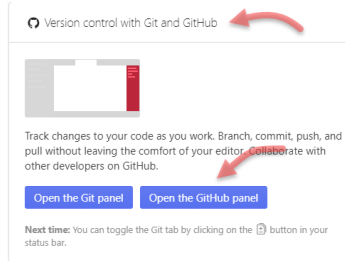 Version control with Git and GitHub
Track changes to your code as you work. Branch, commit, push, and
pull without leaving the comfort of your editor. Collaborate with
other developers on GitHub.
Open the Git panel Open the GitHub panel
Next time: You can toggle the Git tab by clicking on the button in your
status bar.